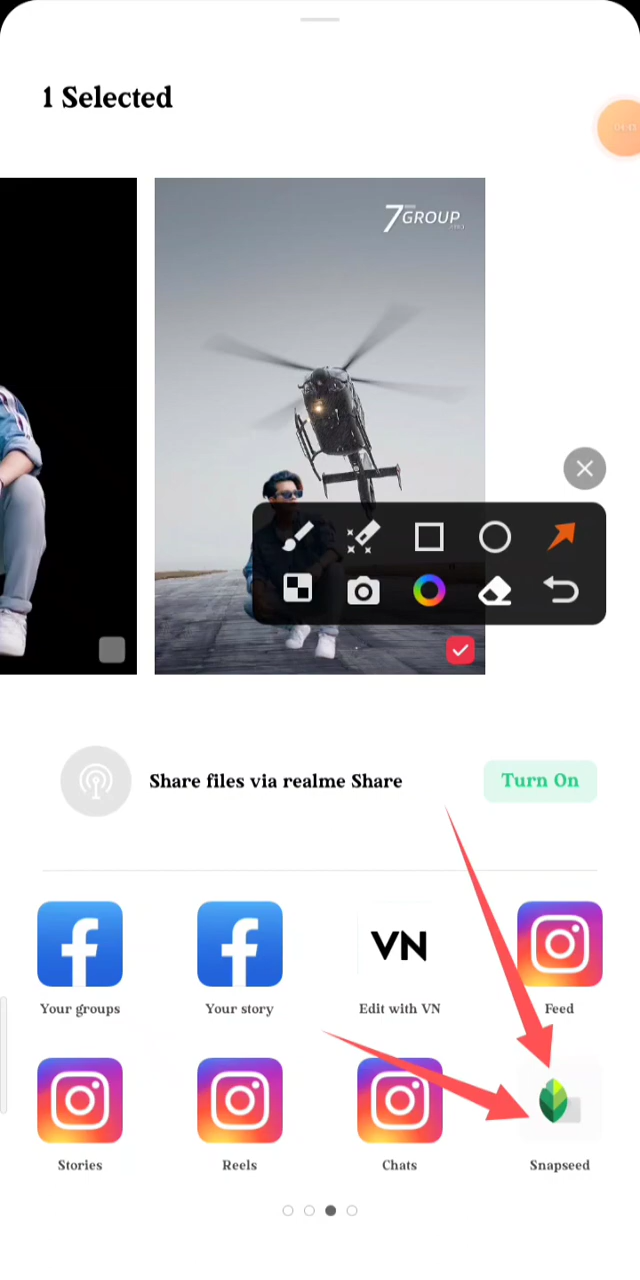 1 Selected
7GROUP
Share files via realme Share
Turn On
VN
Your groups
Your story
Edit with VN
Feed
Stories
Reels
Chats
Snapseed